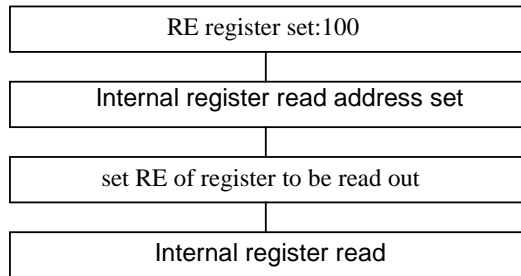 RE register set:100
Internal register read address set
set RE of register to be read out
Internal register read